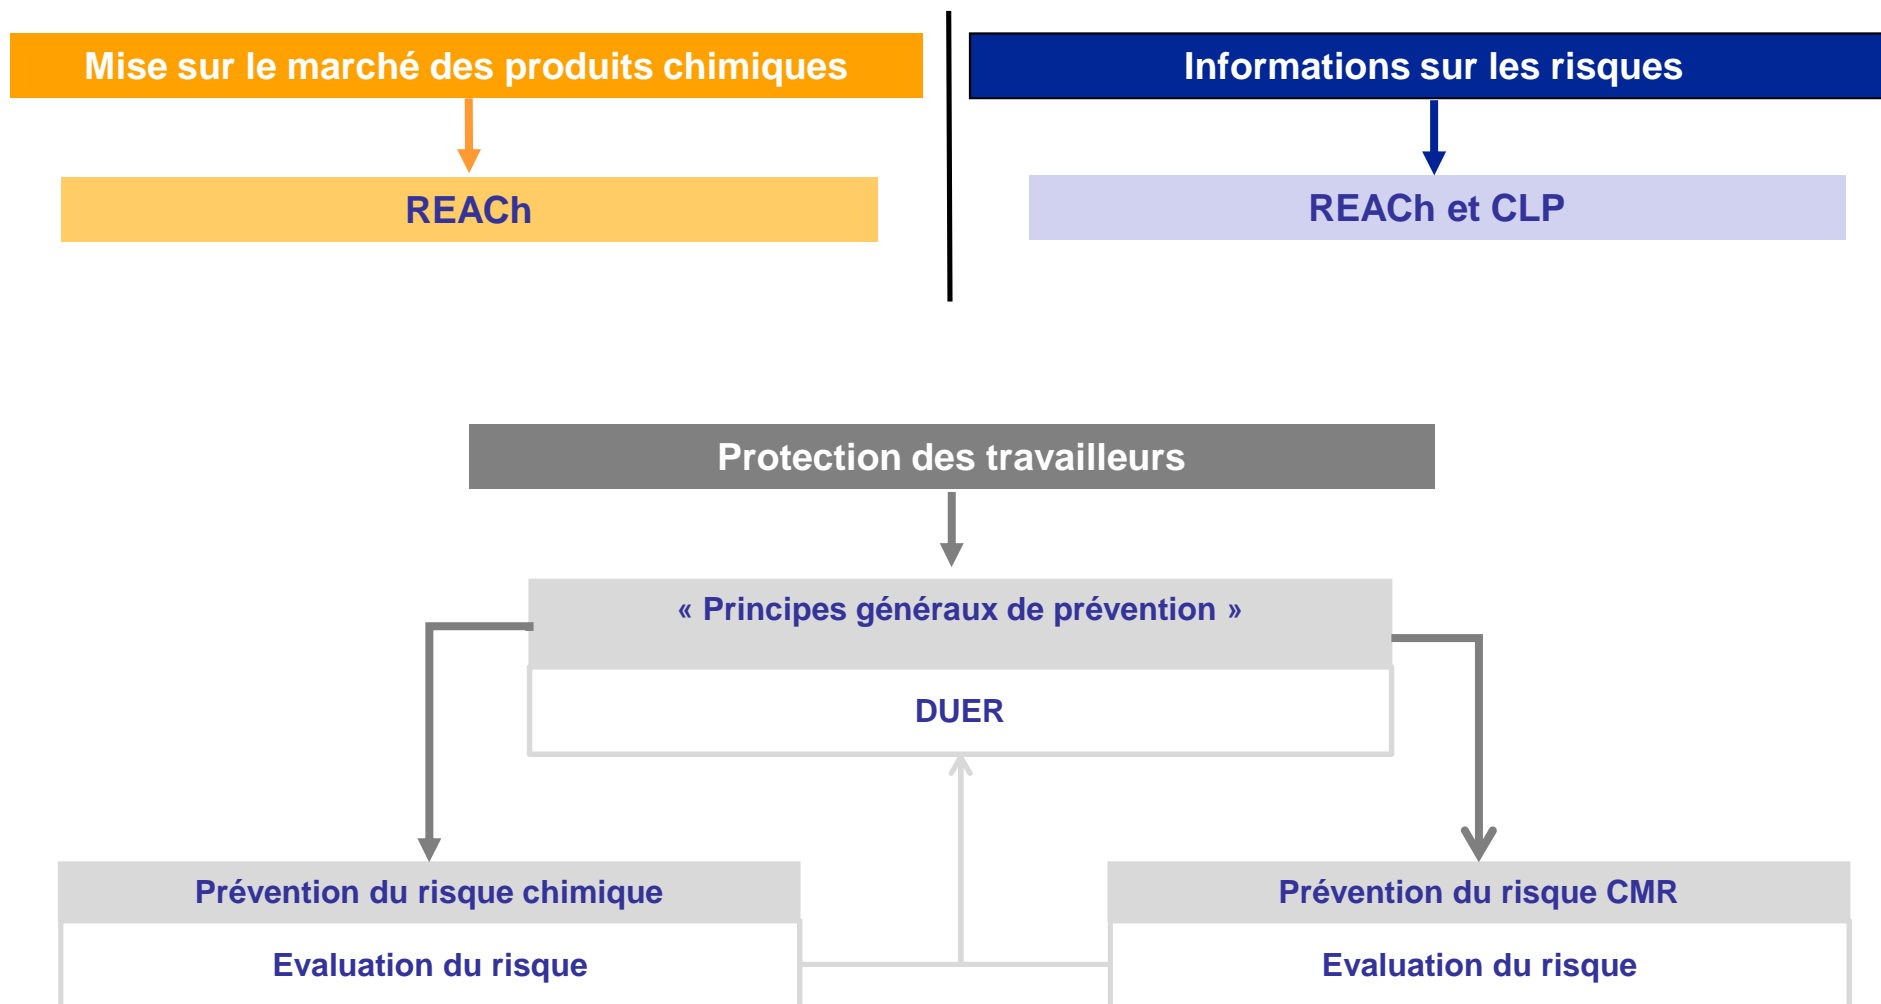 Mise sur le marché des produits chimiques
Informations sur les risques
REACh
REACh et CLP
Protection des travailleurs
« Principes généraux de prévention »
DUER
Prévention du risque chimique
Prévention du risque CMR
Evaluation du risque
Evaluation du risque